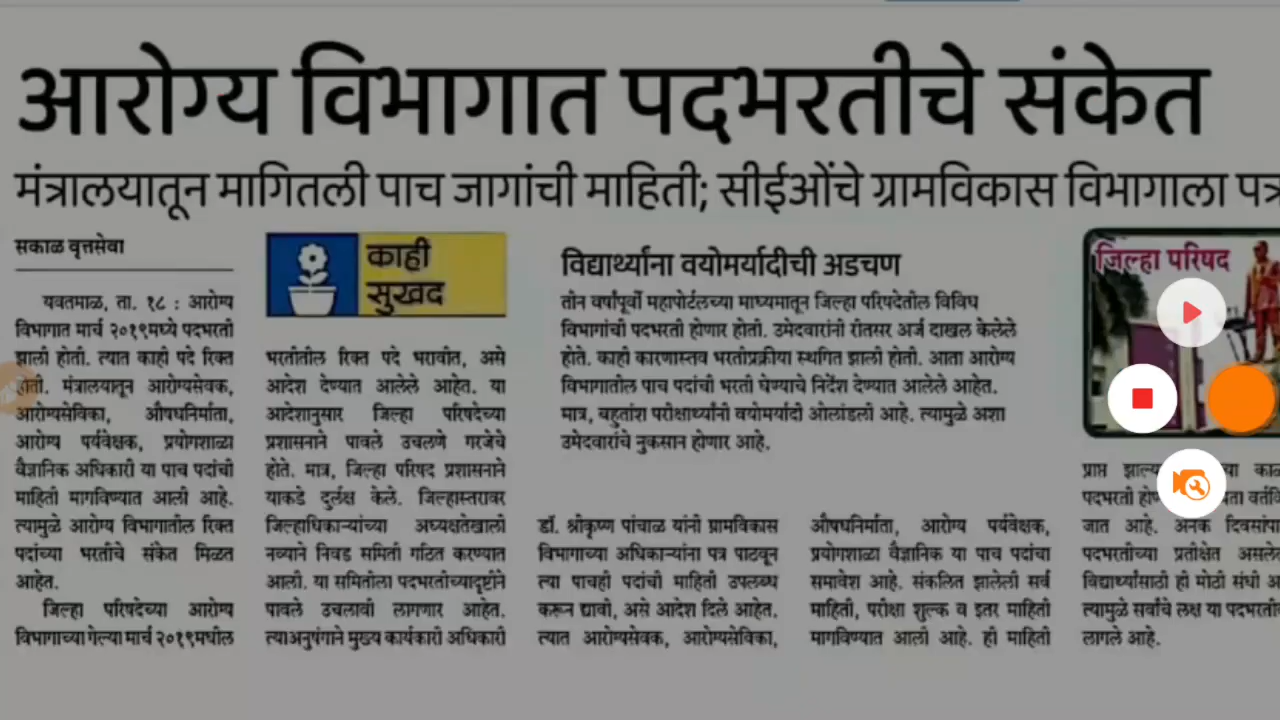 आरोग्य विभागात पदभरतीचे संकेत
मंत्रालयातून मागितली पाच जागांची माहिती; सीईओंचे ग्रामविकास विभागाला पत्र
सकाळ वृत्तसेवा
यवतमाळ, ता. १८ : आरोग्य
विभागात मार्च २०१९मध्ये पदभरती
झाली होती. त्यात काही पदे रिक्त
होती. मंत्रालयातून आरोग्यसेवक,
आरोग्यसेविका, औषधनिर्माता,
आरोग्य पर्यवेक्षक, प्रयोगशाळा
वैज्ञानिक अधिकारी या पाच पदांची
माहिती मागविण्यात आली आहे.
त्यामुळे आरोग्य विभागातील रिक्त
पदांच्या भरतीचे संकेत मिळत
आहेत.
जिल्हा परिषदेच्या आरोग्य
विभागाच्या गेल्या मार्च २०१९मधील
काही
सुखद
भरतीतील रिक्त पदे भरावीत, असे
आदेश देण्यात आलेले आहेत. या
आदेशानुसार जिल्हा परिषदेच्या
प्रशासनाने पावले उचलणे गरजेचे
होते. मात्र, जिल्हा परिषद प्रशासनाने
याकडे दुर्लक्ष केले. जिल्हास्तरावर
जिल्हाधिकाऱ्यांच्या अध्यक्षतेखाली
नव्याने निवड समिती गठित करण्यात
आली. या समितीला पदभरतीच्यादृष्टीने
पावले उचलावी लागणार आहेत.
त्याअनुषंगाने मुख्य कार्यकारी अधिकारी
विद्यार्थ्यांना वयोमर्यादीची अडचण
तीन वर्षांपूर्वी महापोर्टलच्या माध्यमातून जिल्हा परिषदेतील विविध
विभागांची पदभरती होणार होती. उमेदवारांनी रीतसर अर्ज दाखल केलेले
होते. काही कारणास्तव भरतीप्रक्रीया स्थगित झाली होती. आता आरोग्य
विभागातील पाच पदांची भरती घेण्याचे निर्देश देण्यात आलेले आहेत.
मात्र, बहुतांश परीक्षार्थ्यांनी वयोमर्यादी ओलांडली आहे. त्यामुळे अशा
उमेदवारांचे नुकसान होणार आहे.
डॉ. श्रीकृष्ण पांचाळ यांनी ग्रामविकास
विभागाच्या अधिकाऱ्यांना पत्र पाटवून
त्या पाचही पदांची माहिती उपलब्ध
करून द्यावी, असे आदेश दिले आहेत.
त्यात आरोग्यसेवक, आरोग्यसेविका,
औषधनिर्माता, आरोग्य पर्यवेक्षक,
प्रयोगशाळा वैज्ञानिक या पाच पदांचा
समावेश आहे. संकलित झालेली सर्व
माहिती, परीक्षा शुल्क व इतर माहिती
मागविण्यात आली आहे. ही माहिती
जिल्हा परिषद
प्राप्त
पदभरती
जात आहे. अनेक
पदभरतीच्या प्रतीक्षेत
विद्यार्थ्यांसाठी ही मोठी संधी
त्यामुळे सर्वांचे लक्ष या
लागले आहे.